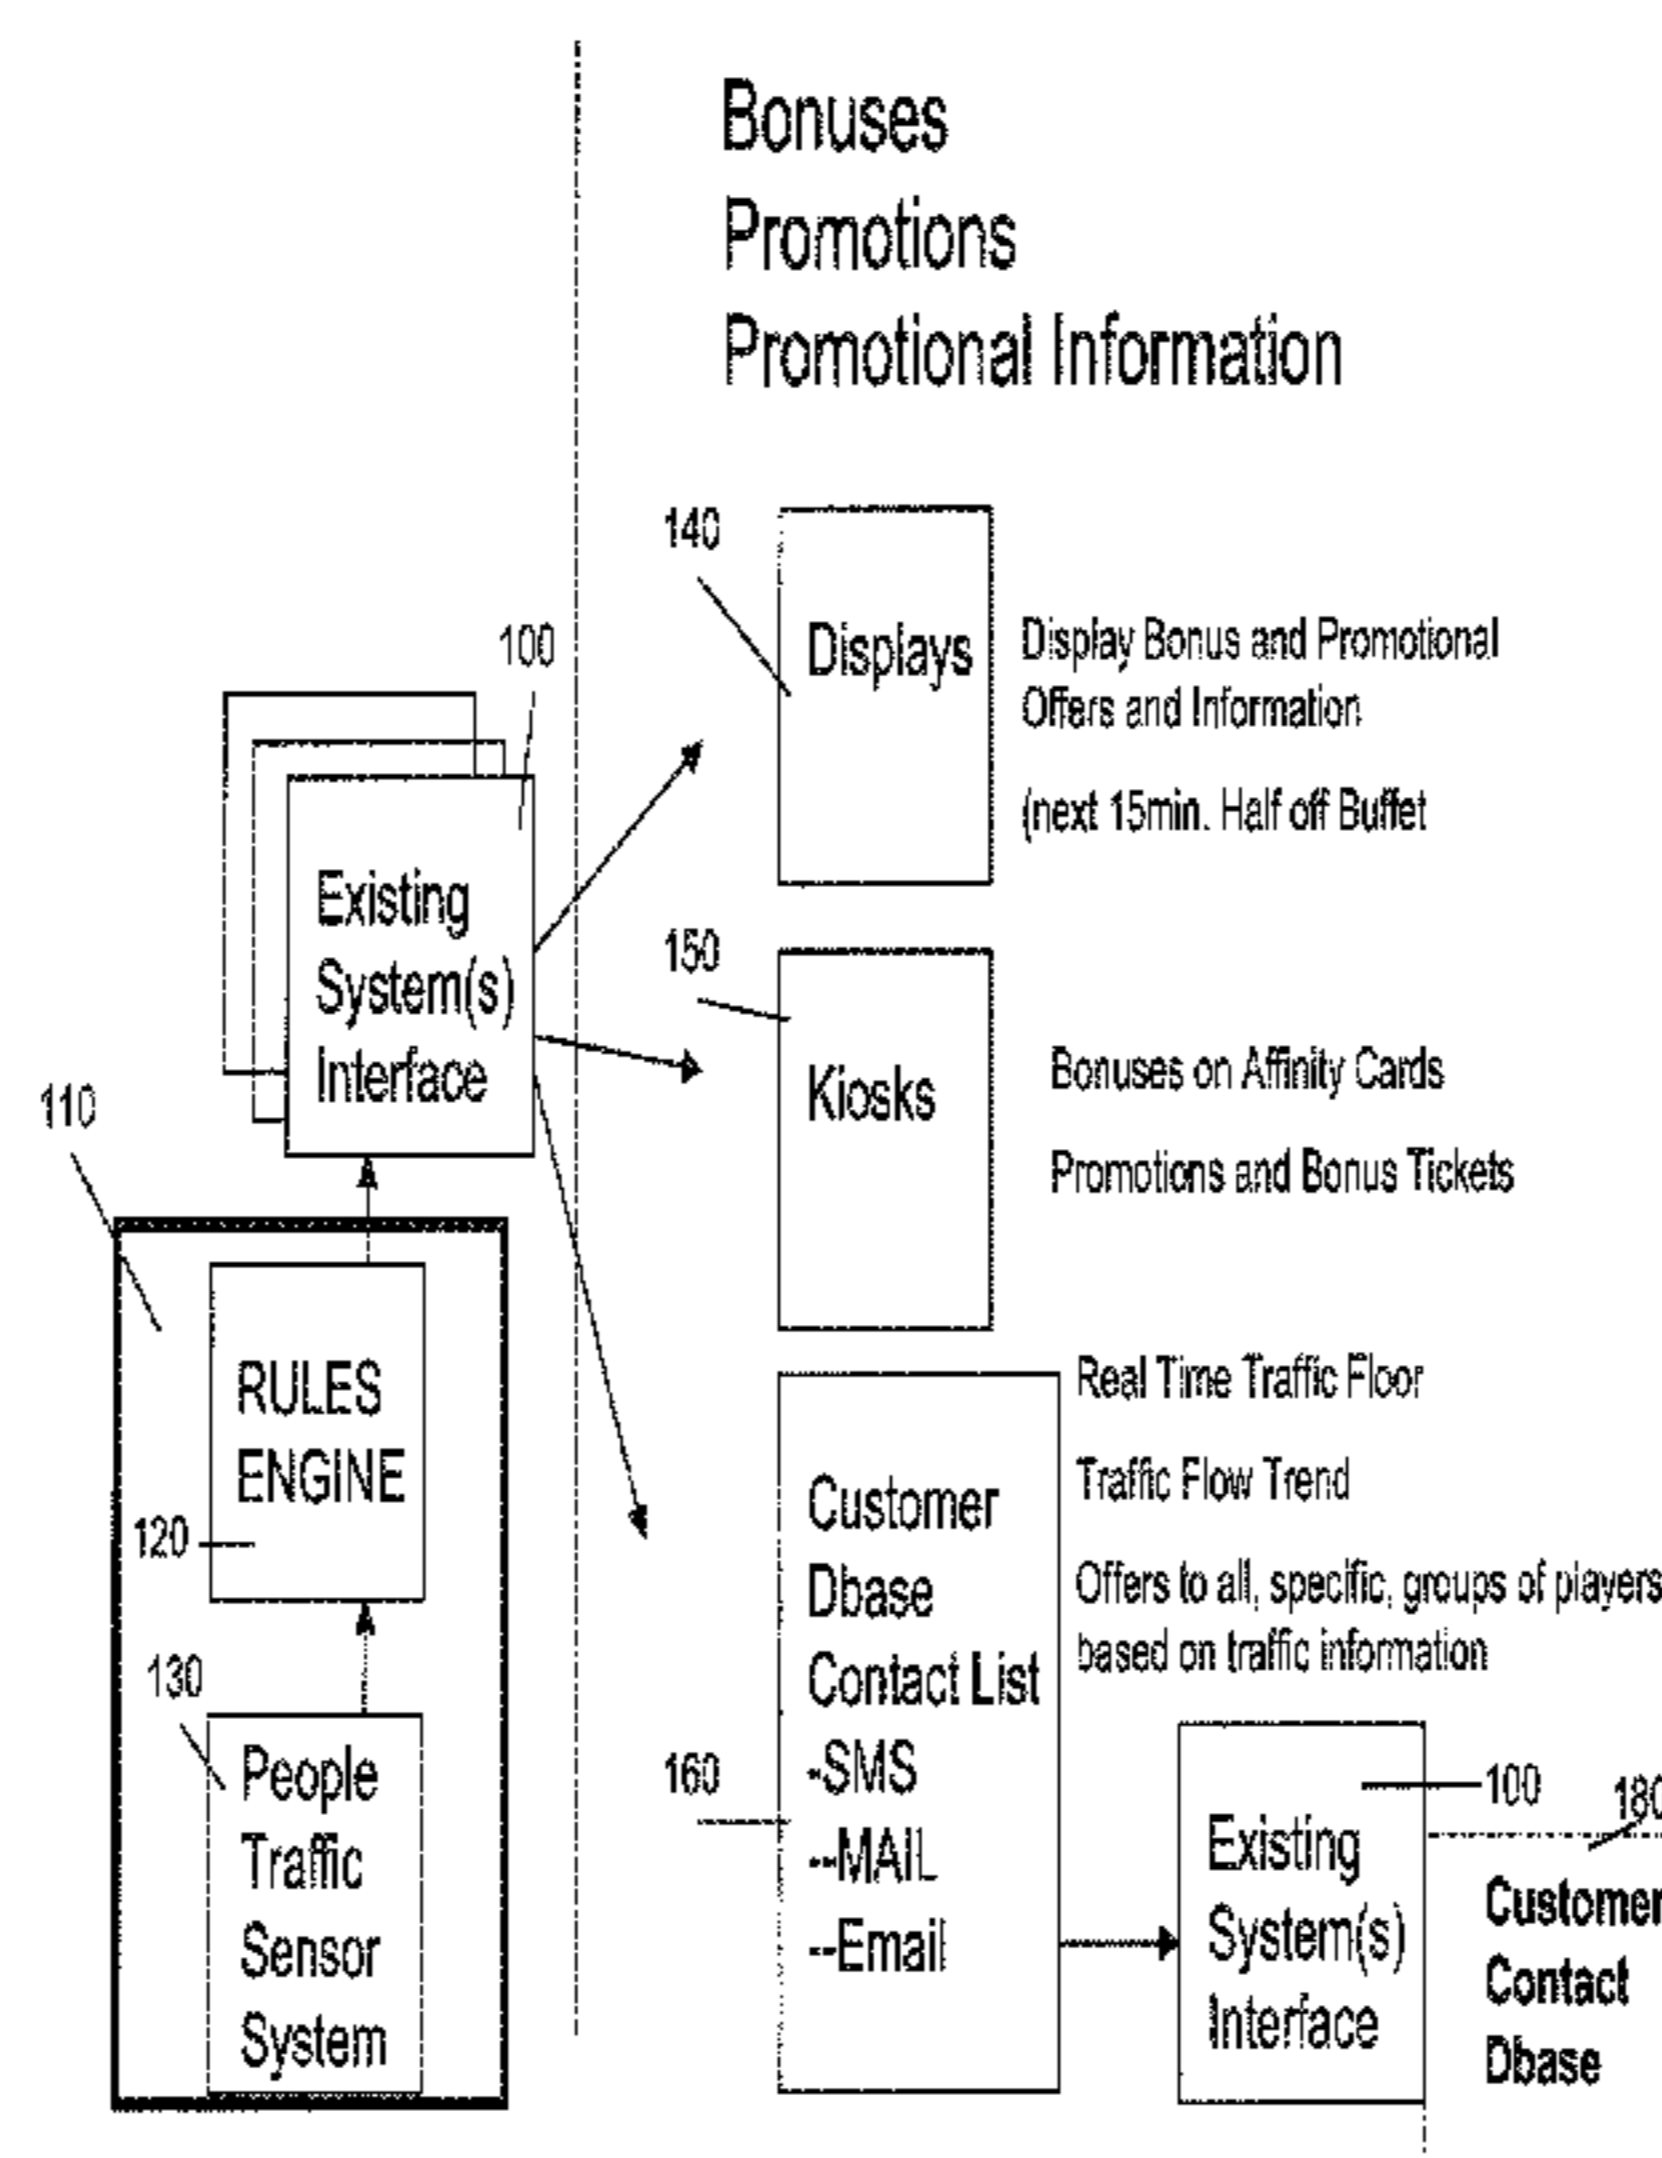 Bonuses
Promotions
Promotional Information
140
Displays
Display Bonus and Promotional
Offers and Information
(next 15min. Half off Buffet
100
Existing
System(s)
Interface
150
Kiosks
Bonuses on Affinity Cards
Promotions and Bonus Tickets
110
RULES
ENGINE
120
130
People
Traffic
Sensor
System
Customer
Dbase
Contact List
-SMS
--MAIL
--Email
160
Real Time Traffic Floor
Traffic Flow Trend
Offers to all, specific, groups of players
based on traffic information
100
Existing
System(s)
Interface
180
Customer
Contact
Dbase